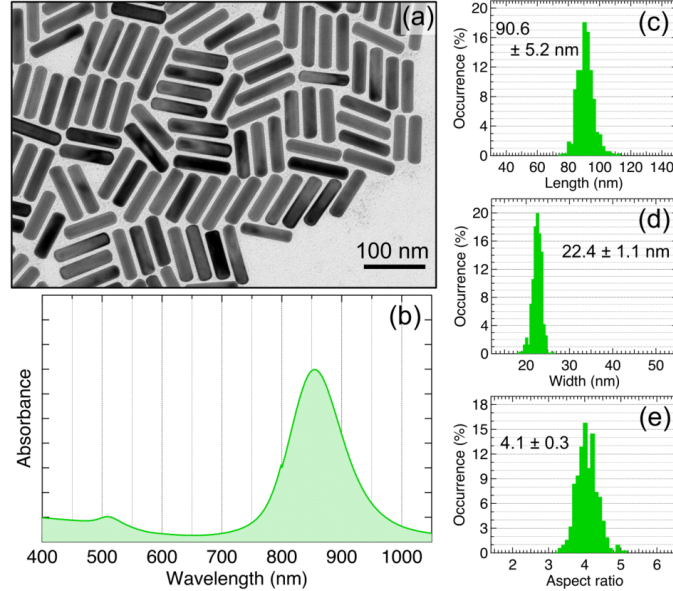 (a)
100 nm
(b)
Absorbance
400 500 600 700 800 900 1000
Wavelength (nm)
(c)
90.6
± 5.2 nm
Occurrence (%)
20
16
12
8
4
0
40 60 80 100 120 140
Length (nm)
(d)
22.4 ± 1.1 nm
Occurrence (%)
20
16
12
8
4
0
20 30 40 50
Width (nm)
(e)
4.1 ± 0.3
Occurrence (%)
18
15
12
9
6
3
0
2 3 4 5 6
Aspect ratio